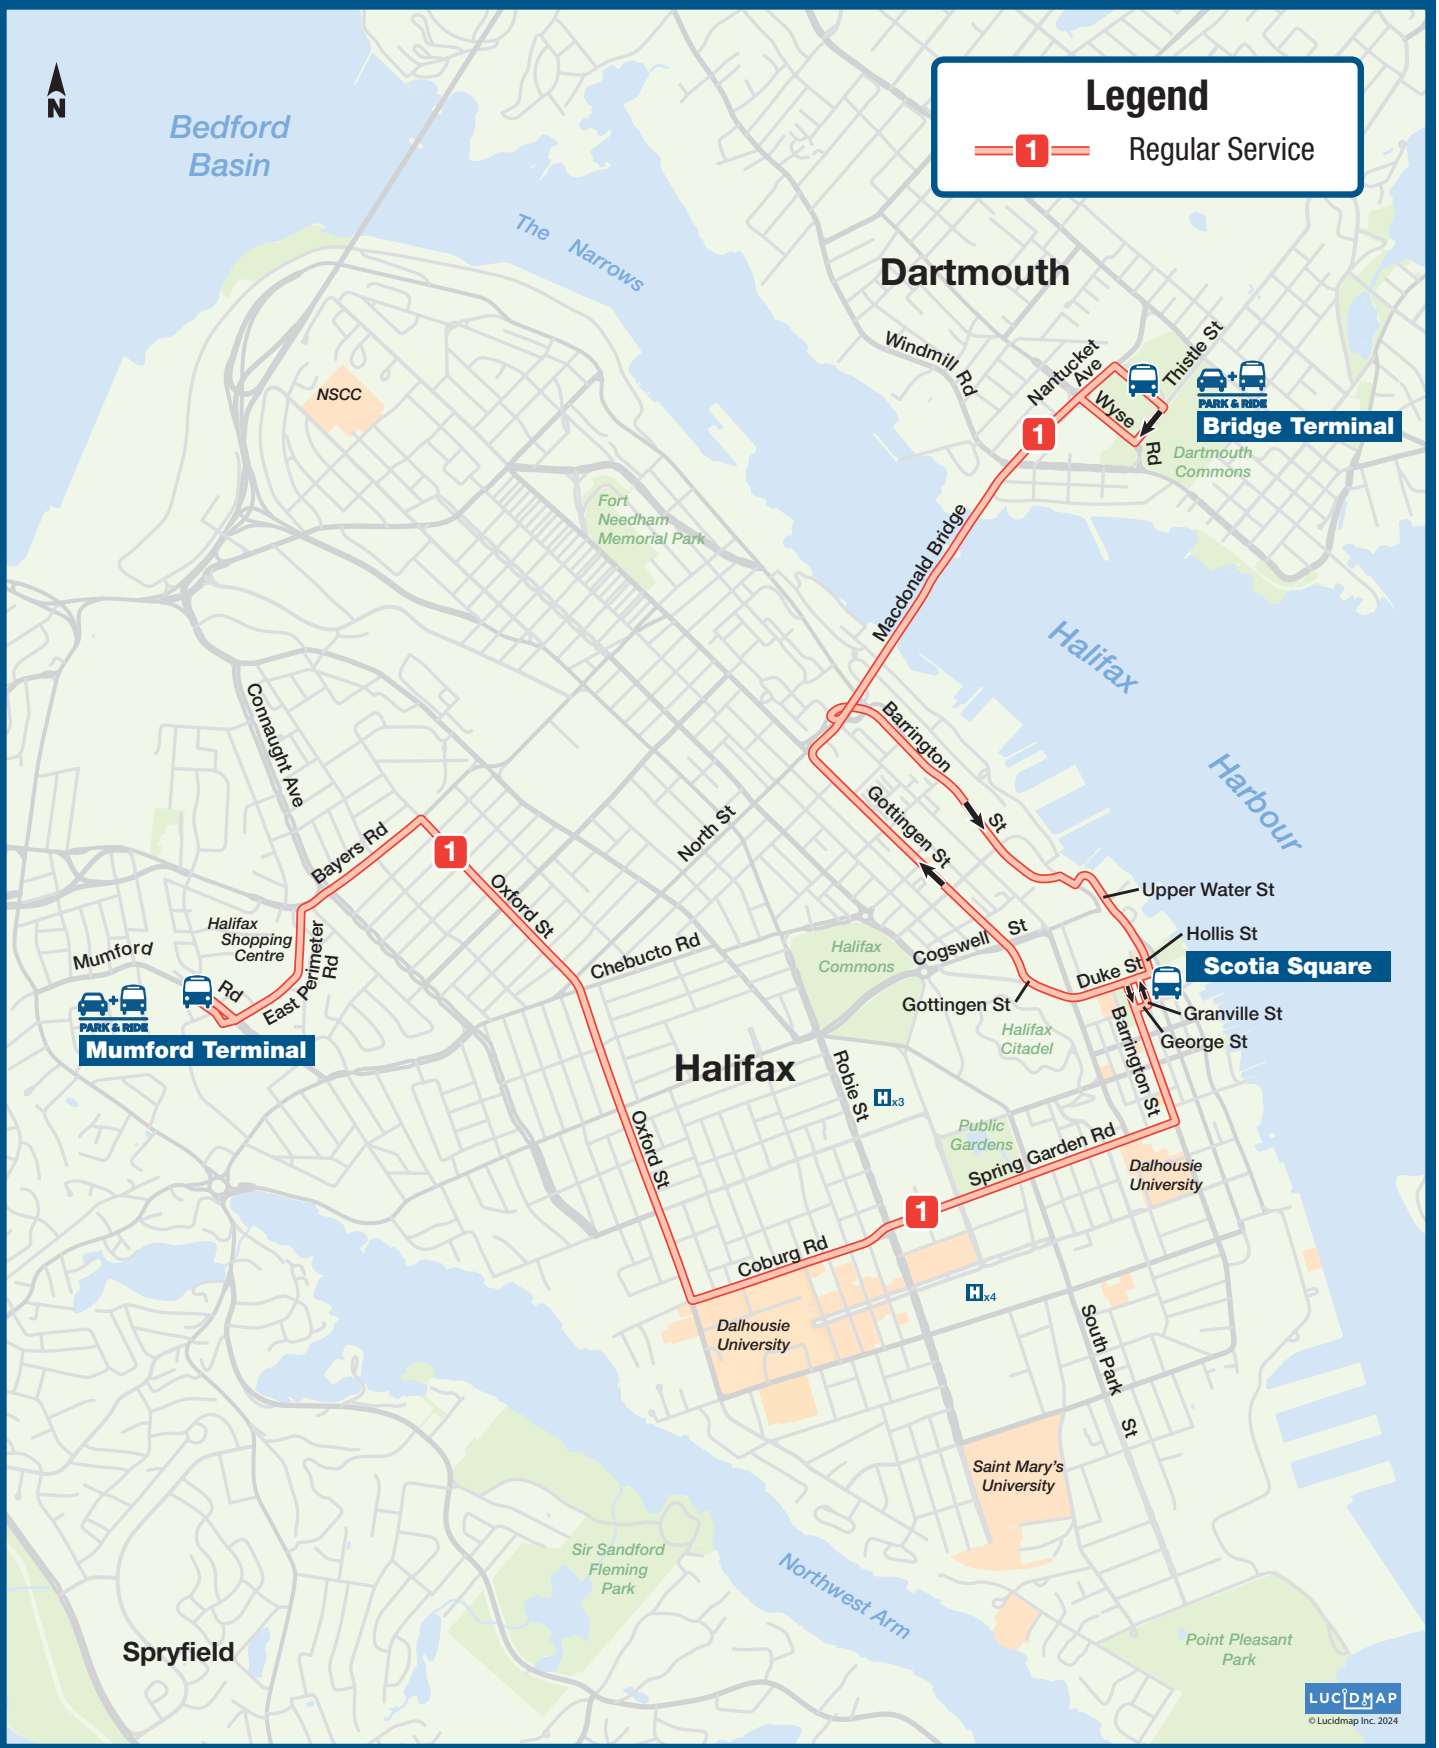 N
Bedford
Basin
The Narrows
Legend
1 Regular Service
Dartmouth
Windmill Rd
Nantucket
Ave
Thistle St
Wyse
Rd
PARK & RIDE
Bridge Terminal
Dartmouth
Commons
1
NSCC
Fort
Needham
Memorial Park
Macdonald Bridge
Halifax
Harbour
Connaught Ave
Barrington
St
Gottingen St
North St
Bayers Rd
1
Oxford St
Upper Water St
Halifax
Shopping
Centre
Mumford
Rd
East Perimeter
Rd
Chebucto Rd
Halifax
Commons
Cogswell St
Hollis St
Duke St
Scotia Square
Gottingen St
Granville St
George St
Halifax
Citadel
Barrington St
PARK & RIDE
Mumford Terminal
Halifax
Robie St
Hx3
Public
Gardens
Oxford St
Spring Garden Rd
Dalhousie
University
1
Coburg Rd
Hx4
Dalhousie
University
South Park
St
Saint Mary's
University
Sir Sandford
Fleming
Park
Northwest Arm
Spryfield
Point Pleasant
Park
LUCIDMAP
© Lucidmap Inc. 2024